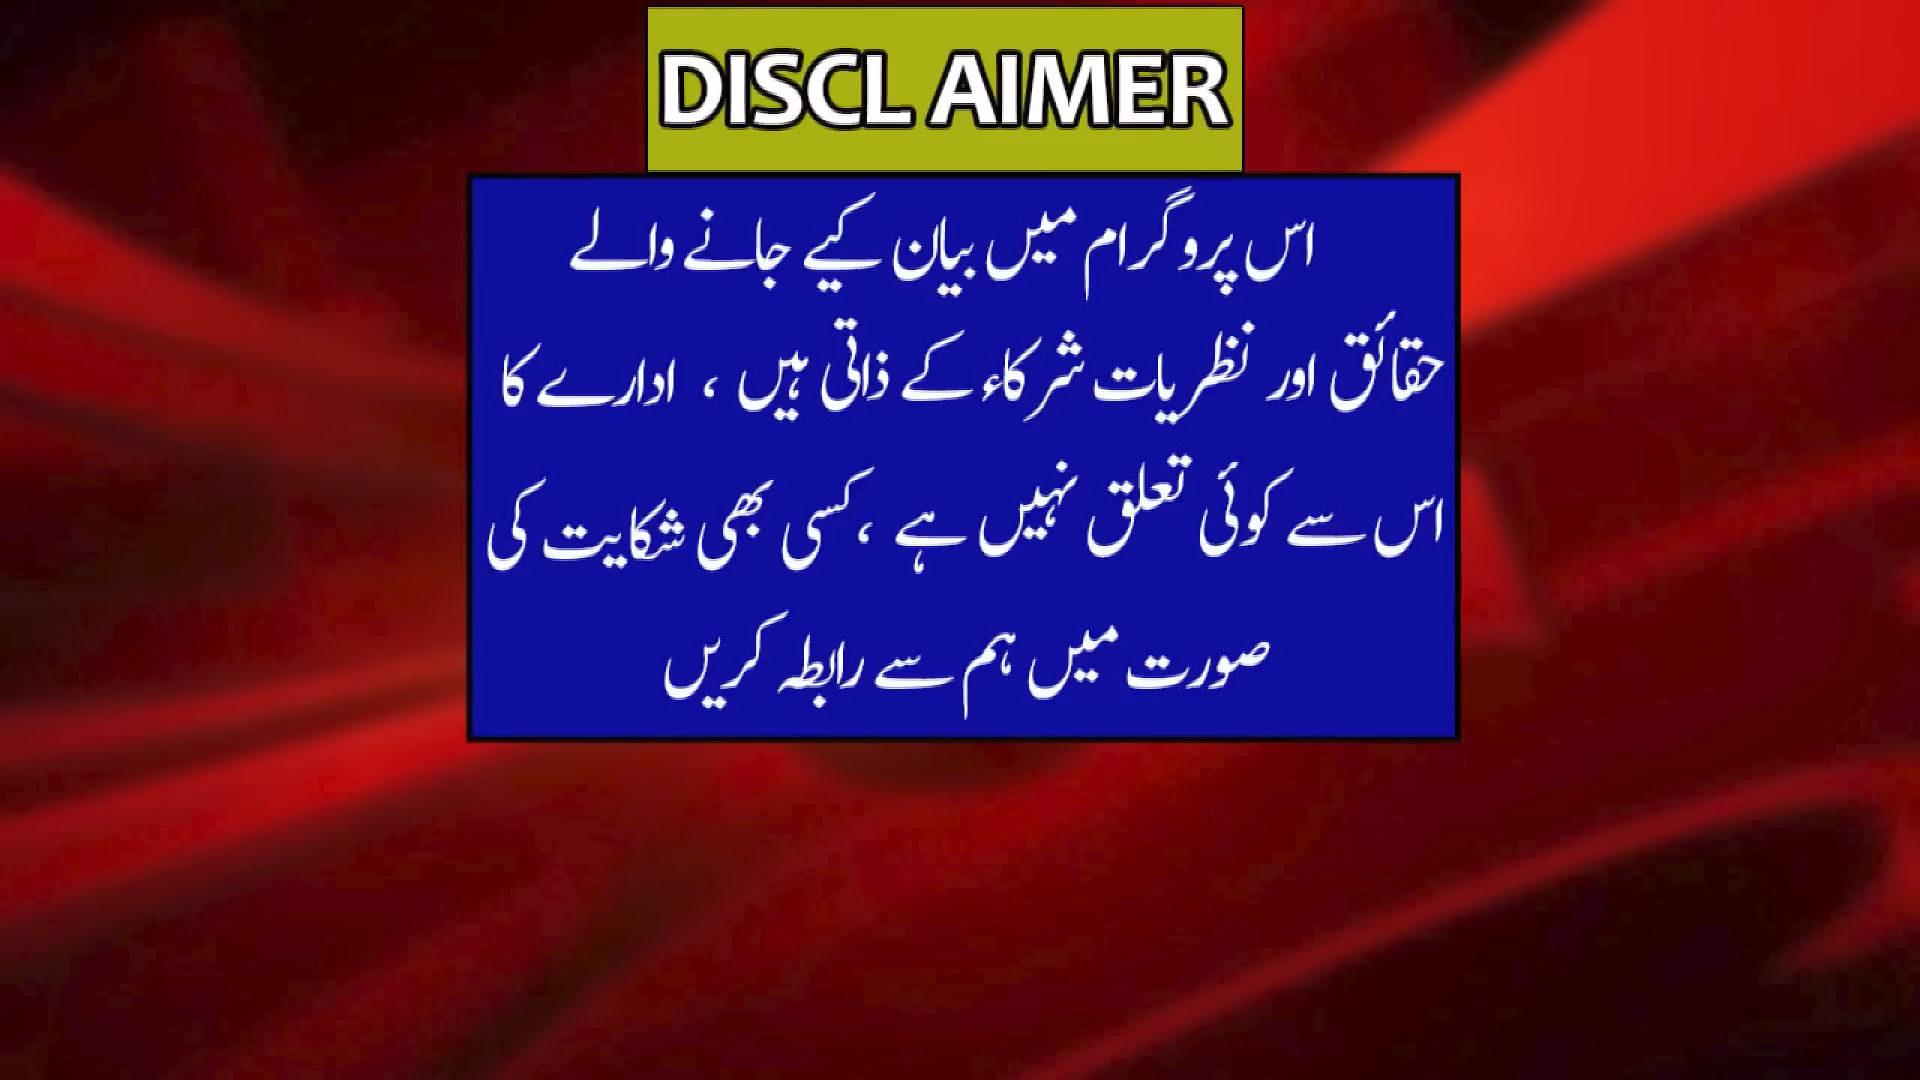 DISCL AIMER
اس پروگرام میں بیان کیے جانے والے
حقائق اور نظریات شرکاء کے ذاتی ہیں ، ادارے کا
اس سے کوئی تعلق نہیں ہے ،کسی بھی شکایت کی
صورت میں ہم سے رابطہ کریں